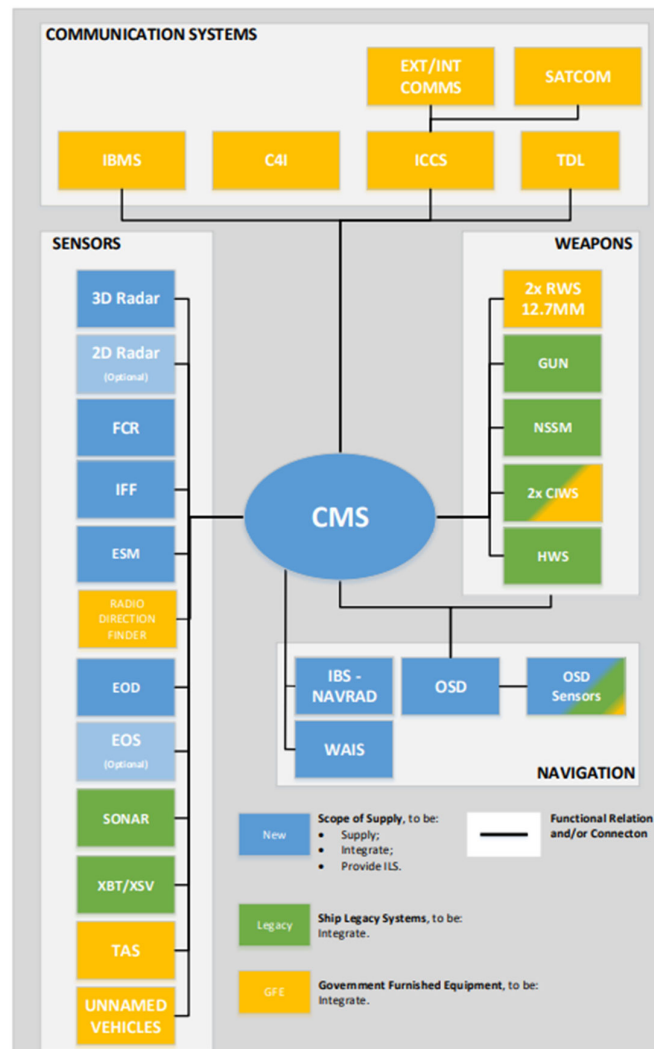 COMMUNICATION SYSTEMS
EXT/INT
COMMS
SATCOM
IBMS
C4I
ICCS
TDL
SENSORS
3D Radar
2D Radar
(Optional)
FCR
IFF
ESM
RADIO
DIRECTION
FINDER
EOD
EOS
(Optional)
SONAR
XBT/XSV
TAS
UNNAMED
VEHICLES
CMS
WEAPONS
2x RWS
12.7MM
GUN
NSSM
2x CIWS
HWS
IBS -
NAVRAD
OSD
OSD
Sensors
WAIS
NAVIGATION
New
Scope of Supply, to be:
• Supply;
• Integrate;
• Provide ILS.
Functional Relation
and/or Connecton
Legacy
Ship Legacy Systems, to be:
Integrate.
GFE
Government Furnished Equipment, to be:
Integrate.